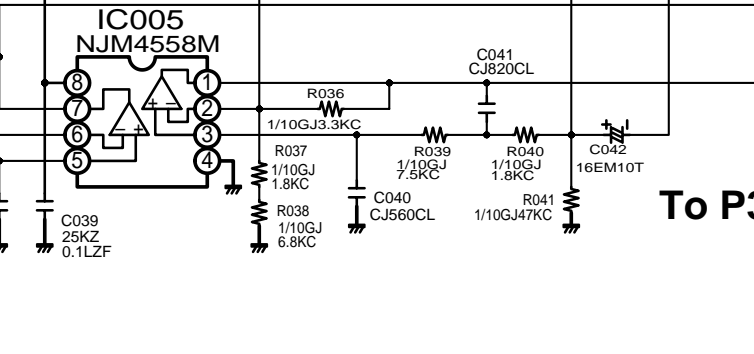 IC005
NJM4558M
8
1
7
2
6
3
5
4
C041
CJ820CL
R036
1/10GJ3.3KC
R037
1/10GJ
1.8KC
R038
1/10GJ
6.8KC
R039
1/10GJ
7.5KC
R040
1/10GJ
1.8KC
C042
16EM10T
C040
CJ560CL
R041
1/10GJ47KC
C039
25KZ
0.1LZF
To